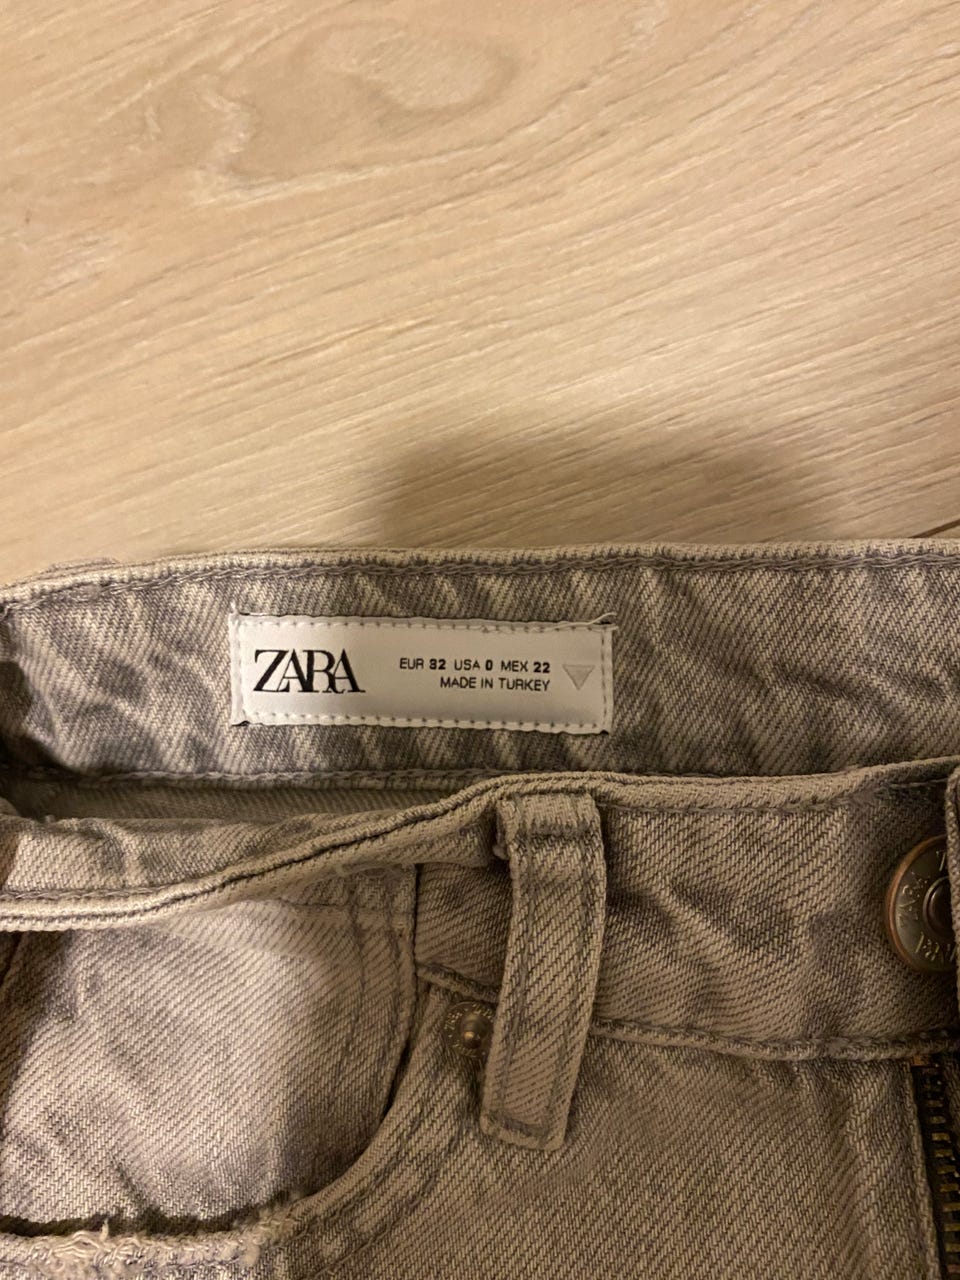 ZARA
EUR 32 USA 0 MEX 22
MADE IN TURKEY